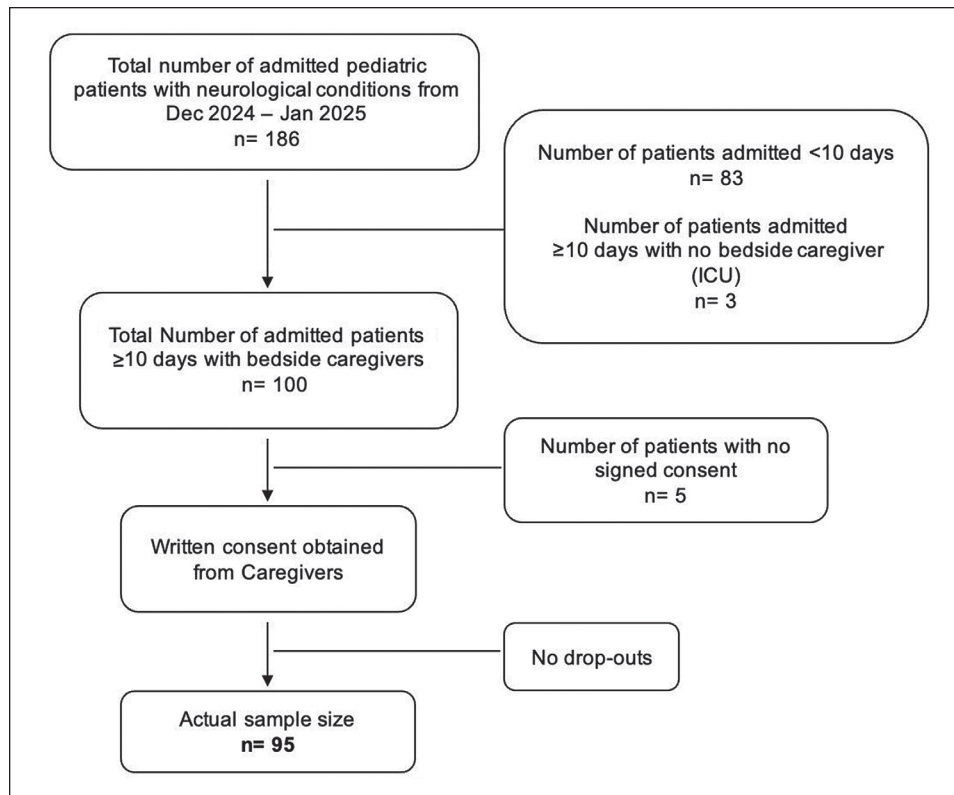 Total number of admitted pediatric
patients with neurological conditions from
Dec 2024 – Jan 2025
n= 186
Number of patients admitted <10 days
n= 83
Number of patients admitted
≥10 days with no bedside caregiver
(ICU)
n= 3
Total Number of admitted patients
≥10 days with bedside caregivers
n= 100
Number of patients with no
signed consent
n= 5
Written consent obtained
from Caregivers
No drop-outs
Actual sample size
n= 95